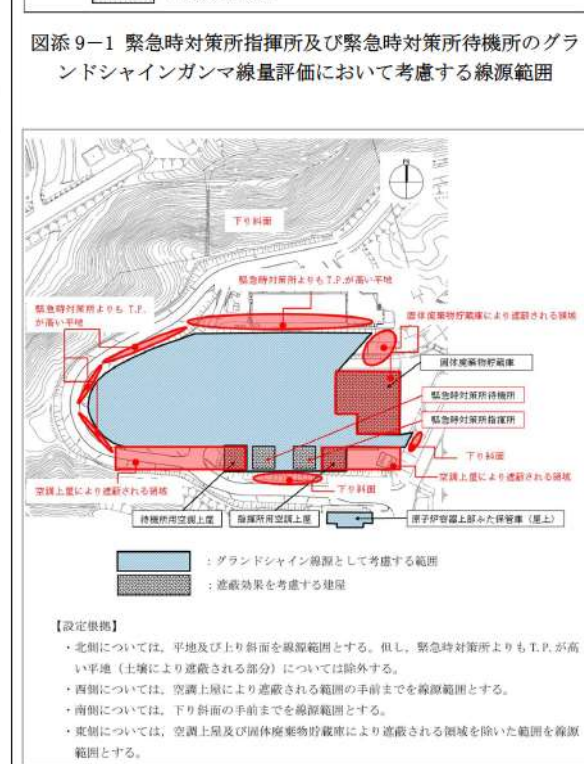 図添 9-1 緊急時対策所指揮所及び緊急時対策所待機所のグラ
ンドシャインガンマ線量評価において考慮する線源範囲
N
下り斜面
緊急時対策所よりも T.P.が高い平地
緊急時対策所よりも T.P.
が高い平地
固体廃棄物貯蔵庫により遮蔽される領域
固体廃棄物貯蔵庫
緊急時対策所待機所
緊急時対策所指揮所
下り斜面
空調上屋により遮蔽される領域
空調上屋により遮蔽される領域
下り斜面
待機所用空調上屋
指揮所用空調上屋
原子炉容器上部ふた保管庫（屋上）
：グランドシャイン線源として考慮する範囲
：遮蔽効果を考慮する建屋
【設定根拠】
・北側については，平地及び上り斜面を線源範囲とする。但し，緊急時対策所よりも T.P.が高
い平地（土壌により遮蔽される部分）については除外する。
・西側については，空調上屋により遮蔽される範囲の手前までを線源範囲とする。
・南側については，下り斜面の手前までを線源範囲とする。
・東側については，空調上屋及び固体廃棄物貯蔵庫により遮蔽される領域を除いた範囲を線源
範囲とする。